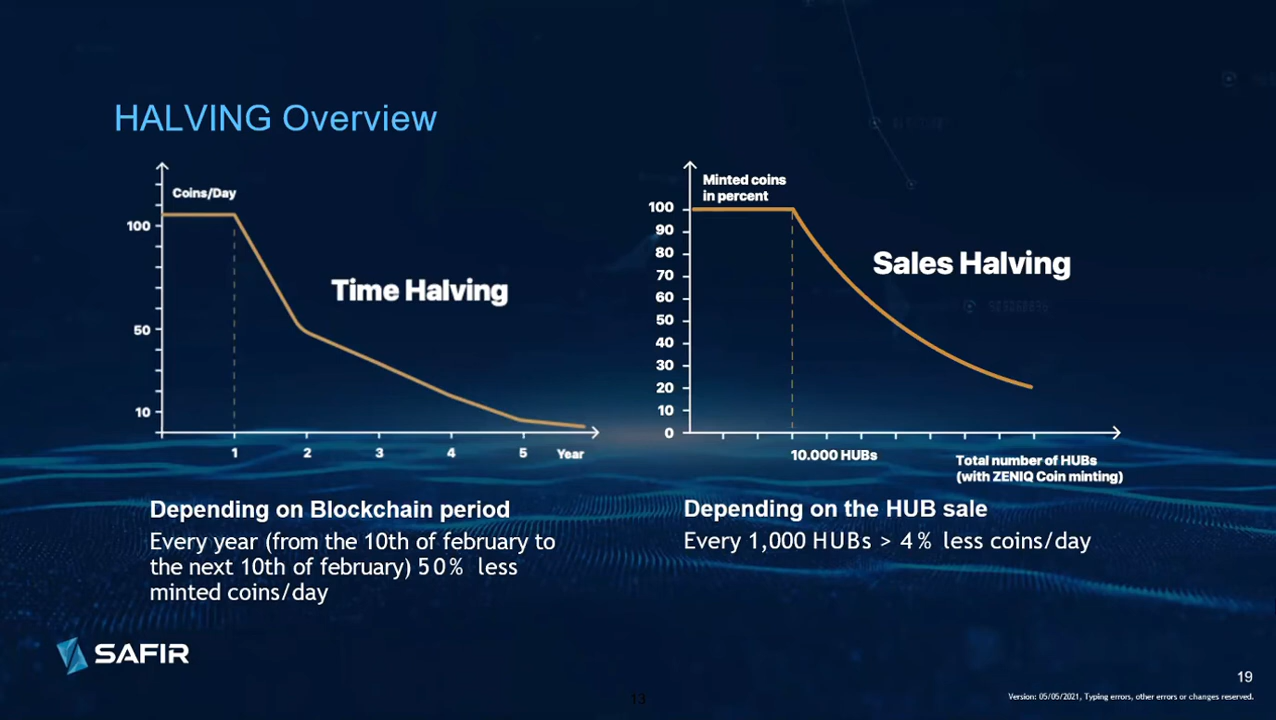 HALVING Overview
Coins/Day
100
50
10
Time Halving
1 2 3 4 5 Year
Minted coins
in percent
100
90
80
70
60
50
40
30
20
10
0
Sales Halving
10.000 HUBs
Total number of HUBs
(with ZENIQ Coin minting)
Depending on Blockchain period
Every year (from the 10th of february to
the next 10th of february) 50% less
minted coins/day
Depending on the HUB sale
Every 1,000 HUBs > 4% less coins/day
SAFIR
19
13
Version: 05/05/2021, Typing errors, other errors or changes reserved.